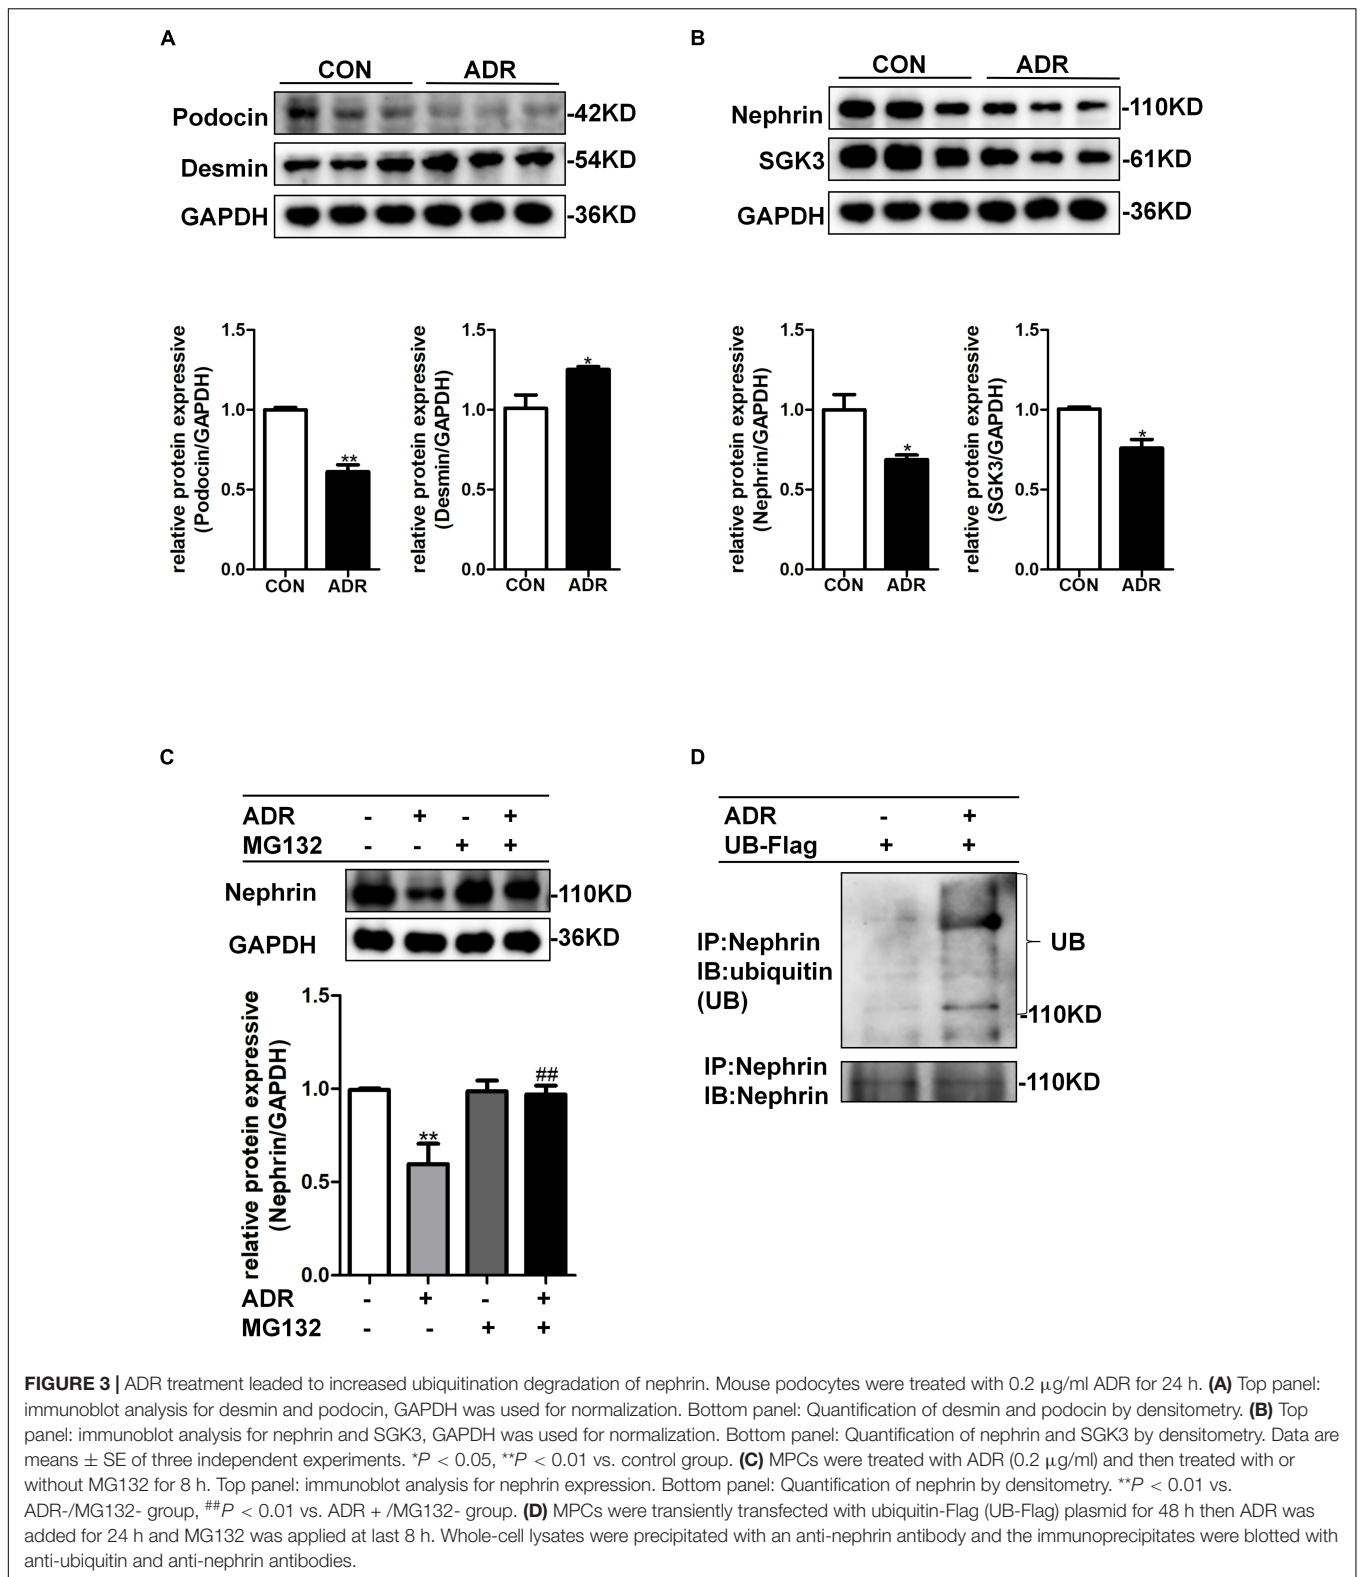 A
CON ADR
Podocin -42KD
Desmin -54KD
GAPDH -36KD
relative protein expressive
(Podocin/GAPDH)
1.5
1.0
0.5
0.0
**
CON ADR
relative protein expressive
(Desmin/GAPDH)
1.5
1.0
0.5
0.0
*
CON ADR
B
CON ADR
Nephrin -110KD
SGK3 -61KD
GAPDH -36KD
relative protein expressive
(Nephrin/GAPDH)
1.5
1.0
0.5
0.0
*
CON ADR
relative protein expressive
(SGK3/GAPDH)
1.5
1.0
0.5
0.0
*
CON ADR
C
ADR - + - +
MG132 - - + +
Nephrin -110KD
GAPDH -36KD
relative protein expressive
(Nephrin/GAPDH)
1.5
1.0
0.5
0.0
**
##
ADR - + - +
MG132 - - + +
D
ADR - +
UB-Flag + +
IP:Nephrin
IB:ubiquitin
(UB)
UB
-110KD
IP:Nephrin
IB:Nephrin
-110KD
FIGURE 3 | ADR treatment leaded to increased ubiquitination degradation of nephrin. Mouse podocytes were treated with 0.2 μg/ml ADR for 24 h. (A) Top panel:
immunoblot analysis for desmin and podocin, GAPDH was used for normalization. Bottom panel: Quantification of desmin and podocin by densitometry. (B) Top
panel: immunoblot analysis for nephrin and SGK3, GAPDH was used for normalization. Bottom panel: Quantification of nephrin and SGK3 by densitometry. Data are
means ± SE of three independent experiments. *P < 0.05, **P < 0.01 vs. control group. (C) MPCs were treated with ADR (0.2 μg/ml) and then treated with or
without MG132 for 8 h. Top panel: immunoblot analysis for nephrin expression. Bottom panel: Quantification of nephrin by densitometry. **P < 0.01 vs.
ADR-/MG132- group, ##P < 0.01 vs. ADR + /MG132- group. (D) MPCs were transiently transfected with ubiquitin-Flag (UB-Flag) plasmid for 48 h then ADR was
added for 24 h and MG132 was applied at last 8 h. Whole-cell lysates were precipitated with an anti-nephrin antibody and the immunoprecipitates were blotted with
anti-ubiquitin and anti-nephrin antibodies.